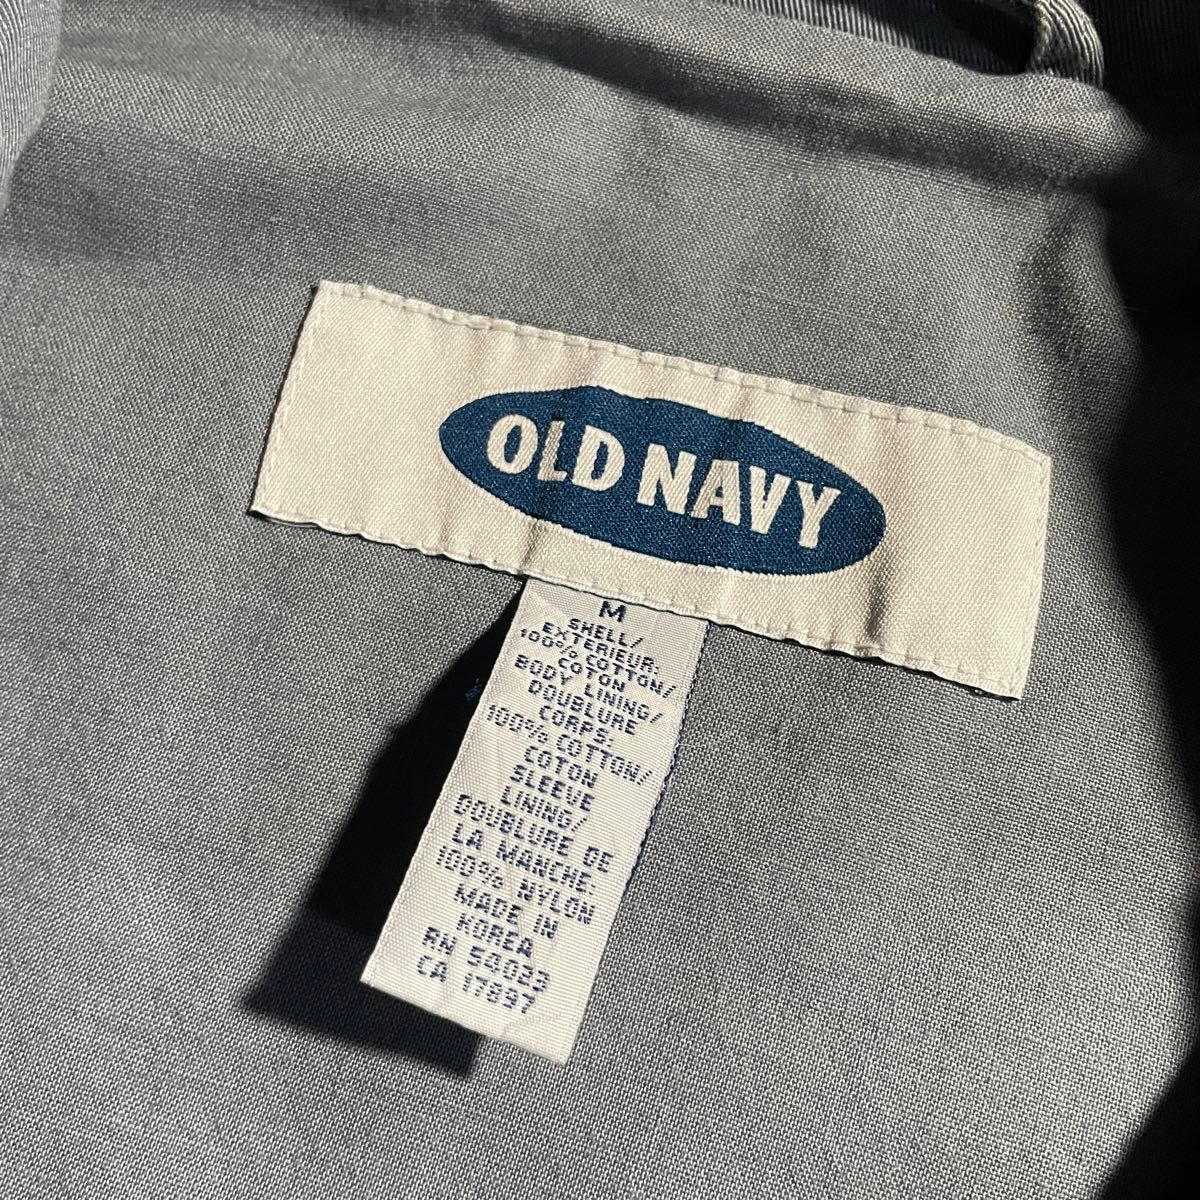 OLD NAVY
M
SHELL/
EXTERIEUR:
100% COTTON/
COTON
BODY LINING/
DOUBLURE
CORPS:
100% COTTON/
COTON
SLEEVE
LINING/
DOUBLURE DE
LA MANCHE:
100% NYLON
MADE IN
KOREA
RN 54023
CA 17897